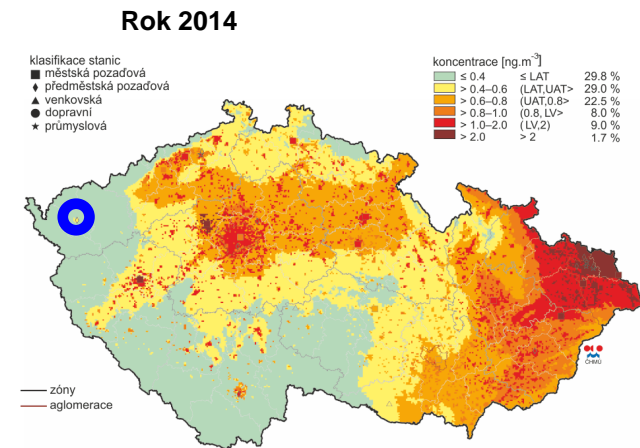 Rok 2014
klasifikace stanic
městská pozaďová
předměstská pozaďová
venkovská
dopravní
průmyslová
koncentrace [ng.m⁻³]
≤ 0.4 ≤ LAT 29.8 %
> 0.4–0.6 (LAT,UAT> 29.0 %
> 0.6–0.8 (UAT,0.8> 22.5 %
> 0.8–1.0 (0.8, LV> 8.0 %
> 1.0–2.0 (LV,2) 9.0 %
> 2.0 > 2 1.7 %
ČHMÚ
zóny
aglomerace